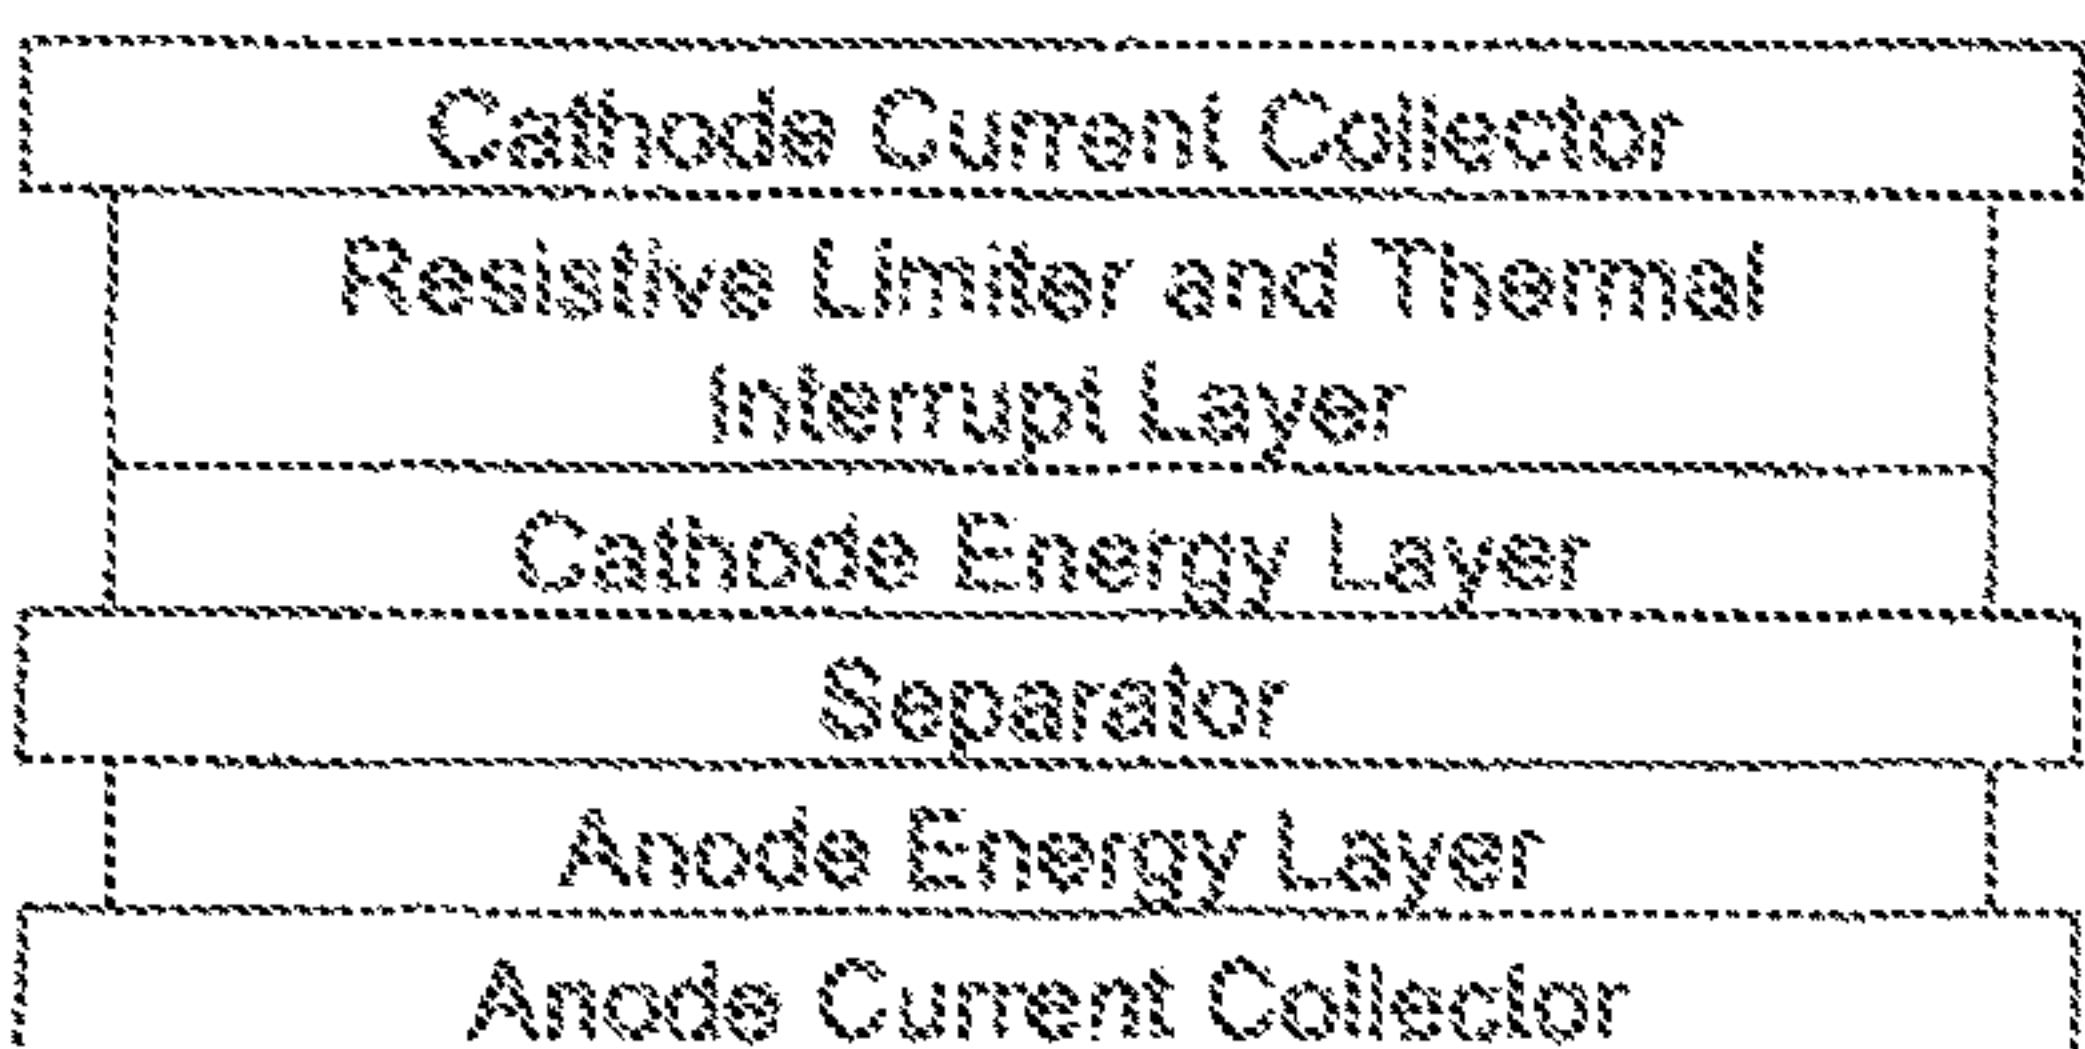 Cathode Current Collector
Resistive Limiter and Thermal
Interrupt Layer
Cathode Energy Layer
Separator
Anode Energy Layer
Anode Current Collector